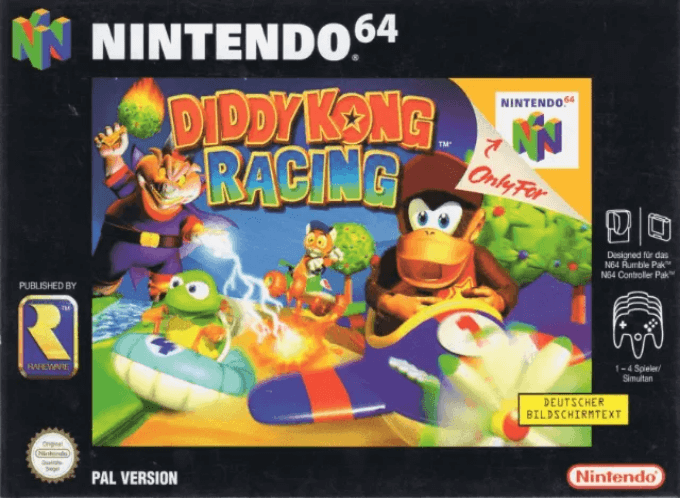 NINTENDO64
DIDDY KONG
RACING
TM
NINTENDO64
Only For
Designed für das
N64 Rumble Pak™
N64 Controller Pak™
PUBLISHED BY
TM
RAREWARE
1 – 4 Spieler/
Simultan
DEUTSCHER
BILDSCHIRMTEXT
Original
Nintendo
PAL VERSION
Nintendo®